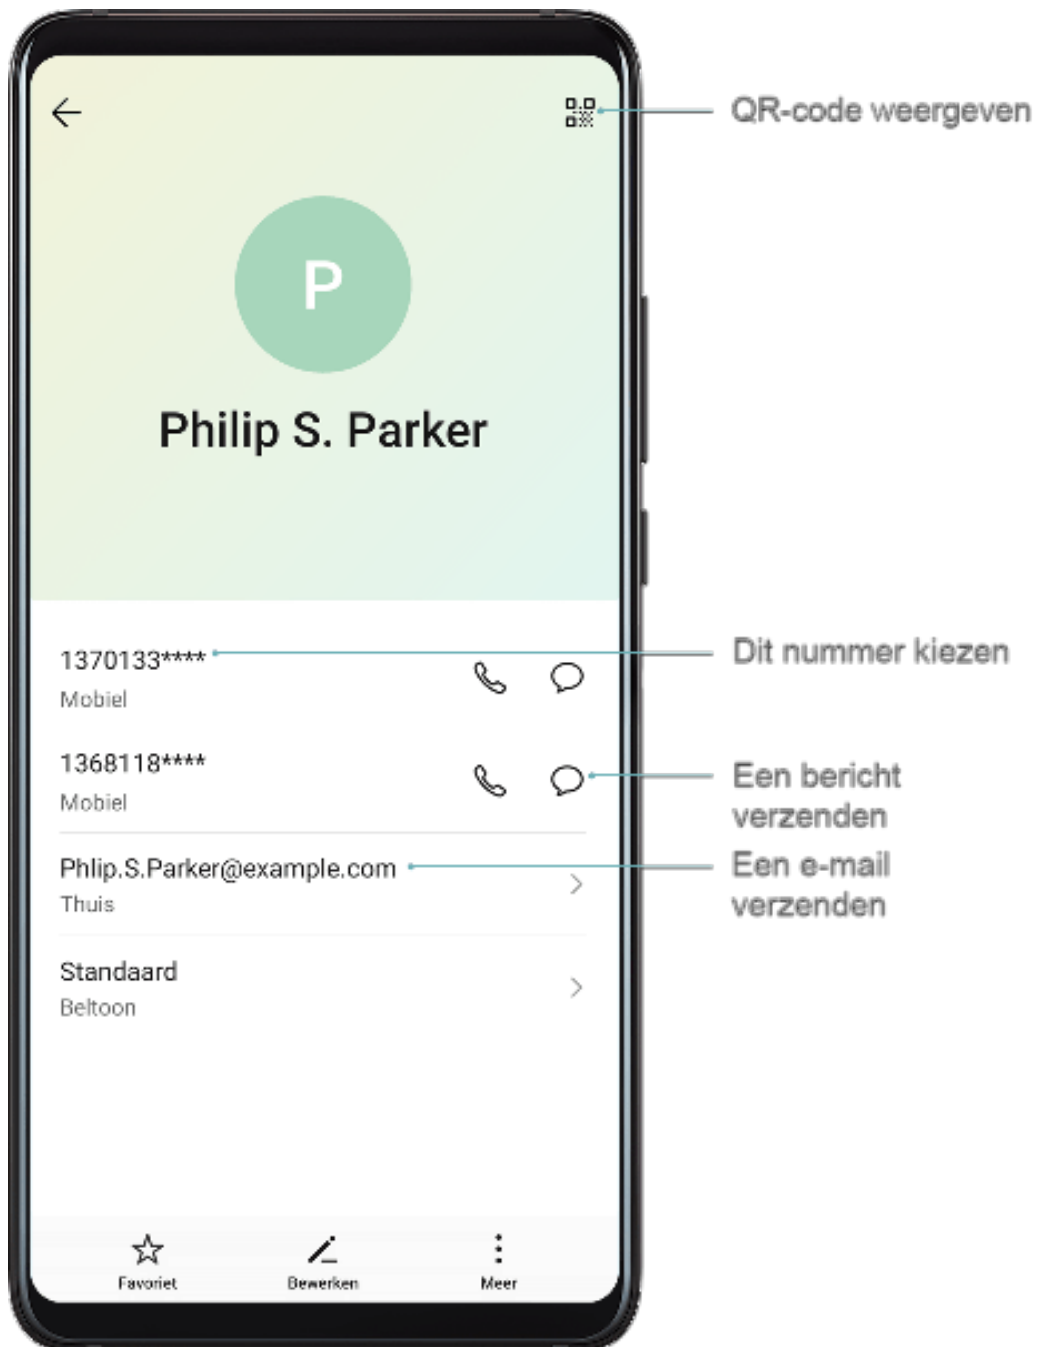 QR-code weergeven
P
Philip S. Parker
1370133****
Dit nummer kiezen
Mobiel
1368118****
Een bericht
verzenden
Mobiel
Phlip.S.Parker@example.com
Een e-mail
verzenden
Thuis
Standaard
Beltoon
Favoriet
Bewerken
Meer